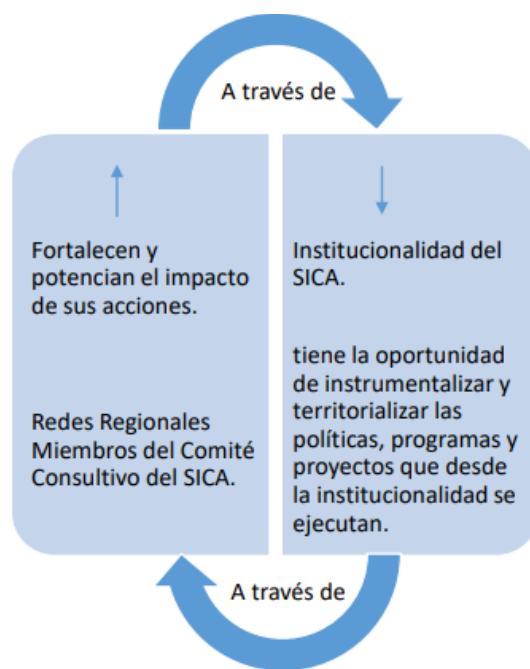 A través de
Fortalecen y
potencian el impacto
de sus acciones.
Redes Regionales
Miembros del Comité
Consultivo del SICA.
Institucionalidad del
SICA.
tiene la oportunidad
de instrumentalizar y
territorializar las
políticas, programas y
proyectos que desde
la institucionalidad se
ejecutan.
A través de